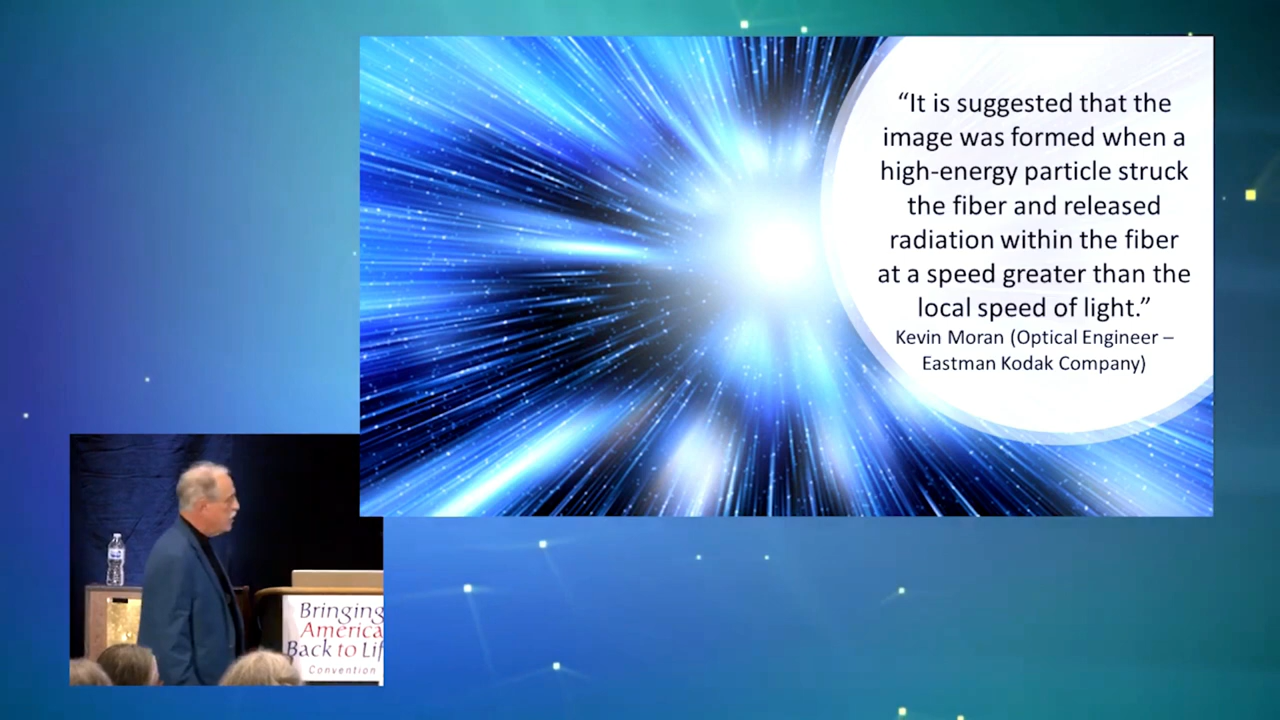 “It is suggested that the
image was formed when a
high-energy particle struck
the fiber and released
radiation within the fiber
at a speed greater than the
local speed of light.”
Kevin Moran (Optical Engineer –
Eastman Kodak Company)
Bringing
America
Back to Lif
Convention